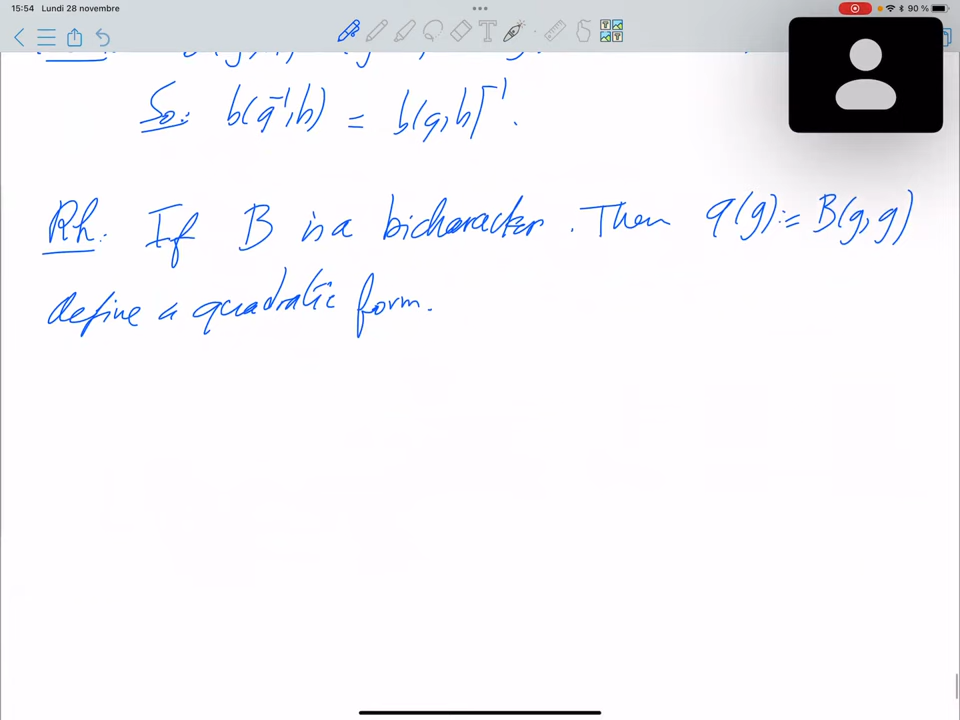 15:54 Lundi 28 novembre
90 %
So: b(g⁻¹,h) = b(g,h)⁻¹.
Rk: If B is a bicharacter. Then q(g):= B(g,g)
define a quadratic form.